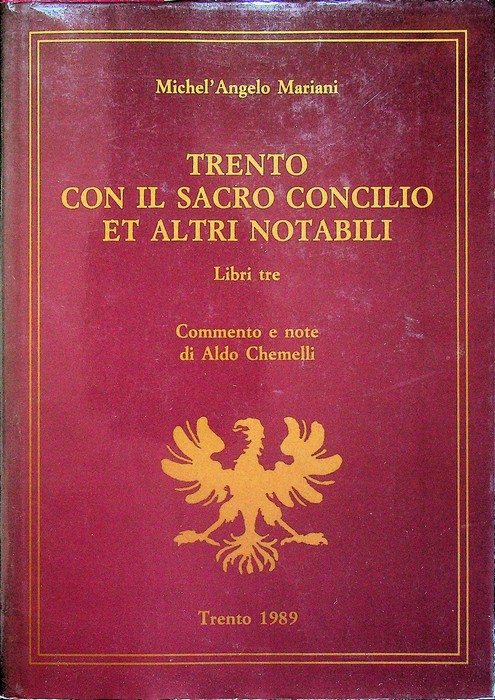 Michel'Angelo Mariani
TRENTO
CON IL SACRO CONCILIO
ET ALTRI NOTABILI
Libri tre
Commento e note
di Aldo Chemelli
Trento 1989